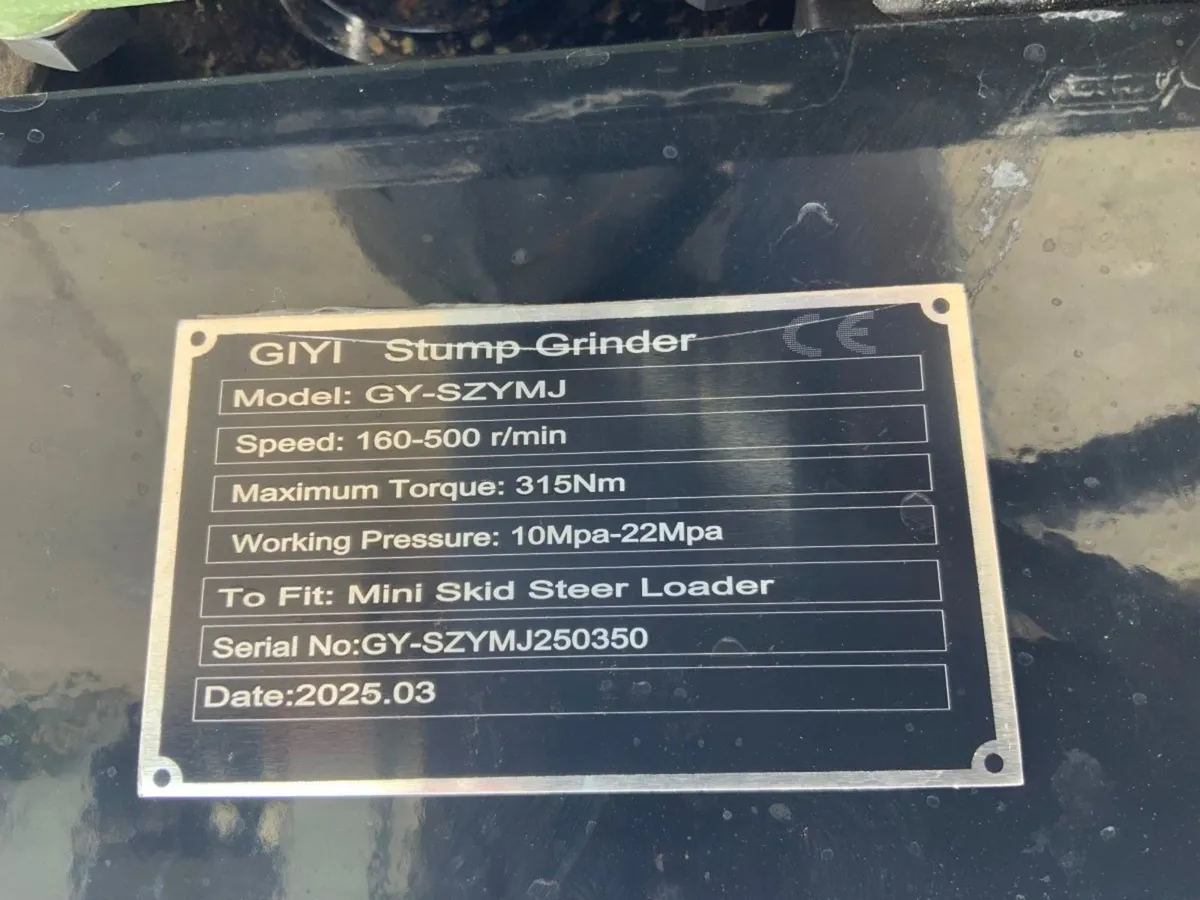 GIYI Stump Grinder CE
Model: GY-SZYMJ
Speed: 160-500 r/min
Maximum Torque: 315Nm
Working Pressure: 10Mpa-22Mpa
To Fit: Mini Skid Steer Loader
Serial No:GY-SZYMJ250350
Date:2025.03